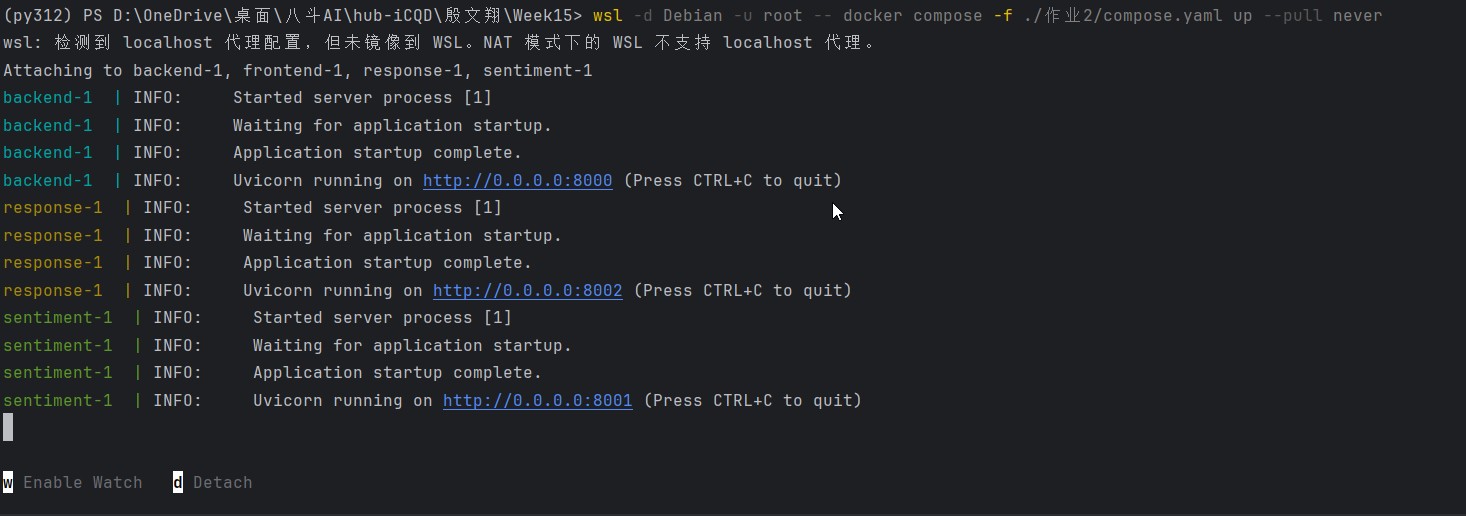 (py312) PS D:\OneDrive\桌面\八斗AI\hub-iCQD\殷文翔\Week15> wsl -d Debian -u root -- docker compose -f ./作业2/compose.yaml up --pull never
wsl: 检测到 localhost 代理配置，但未镜像到 WSL。NAT 模式下的 WSL 不支持 localhost 代理。
Attaching to backend-1, frontend-1, response-1, sentiment-1
backend-1  | INFO:     Started server process [1]
backend-1  | INFO:     Waiting for application startup.
backend-1  | INFO:     Application startup complete.
backend-1  | INFO:     Uvicorn running on http://0.0.0.0:8000 (Press CTRL+C to quit)
response-1  | INFO:     Started server process [1]
response-1  | INFO:     Waiting for application startup.
response-1  | INFO:     Application startup complete.
response-1  | INFO:     Uvicorn running on http://0.0.0.0:8002 (Press CTRL+C to quit)
sentiment-1  | INFO:     Started server process [1]
sentiment-1  | INFO:     Waiting for application startup.
sentiment-1  | INFO:     Application startup complete.
sentiment-1  | INFO:     Uvicorn running on http://0.0.0.0:8001 (Press CTRL+C to quit)
w Enable Watch   d Detach